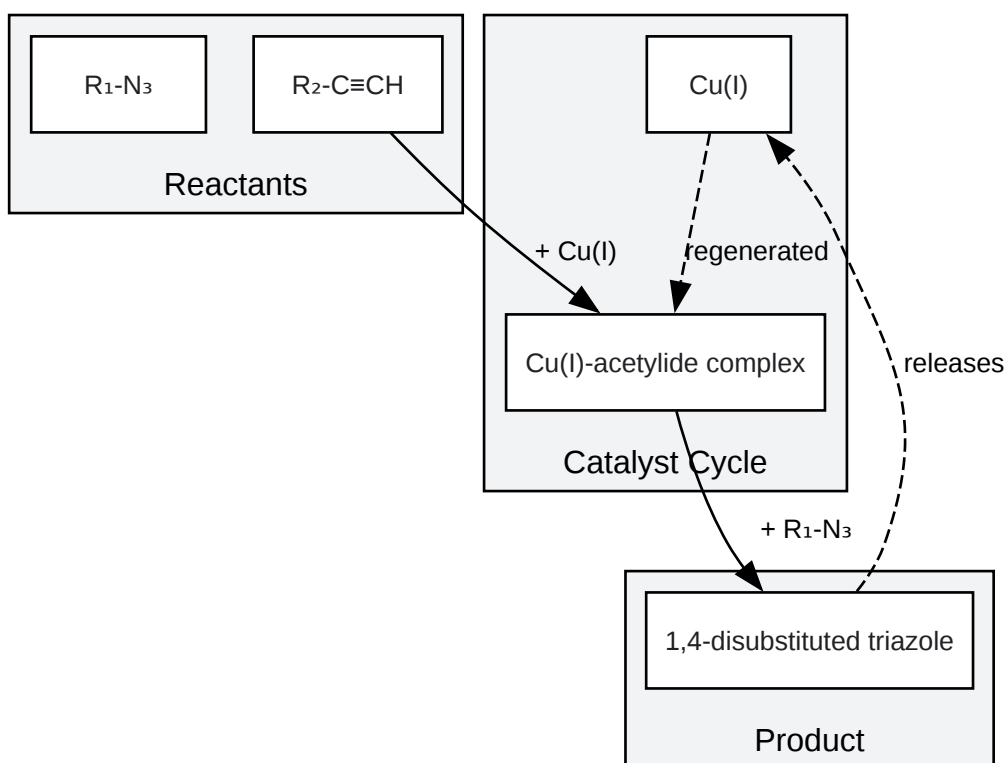 R₁-N₃
R₂-C≡CH
Reactants
Cu(I)
+ Cu(I)
regenerated
Cu(I)-acetylide complex
releases
Catalyst Cycle
+ R₁-N₃
1,4-disubstituted triazole
Product